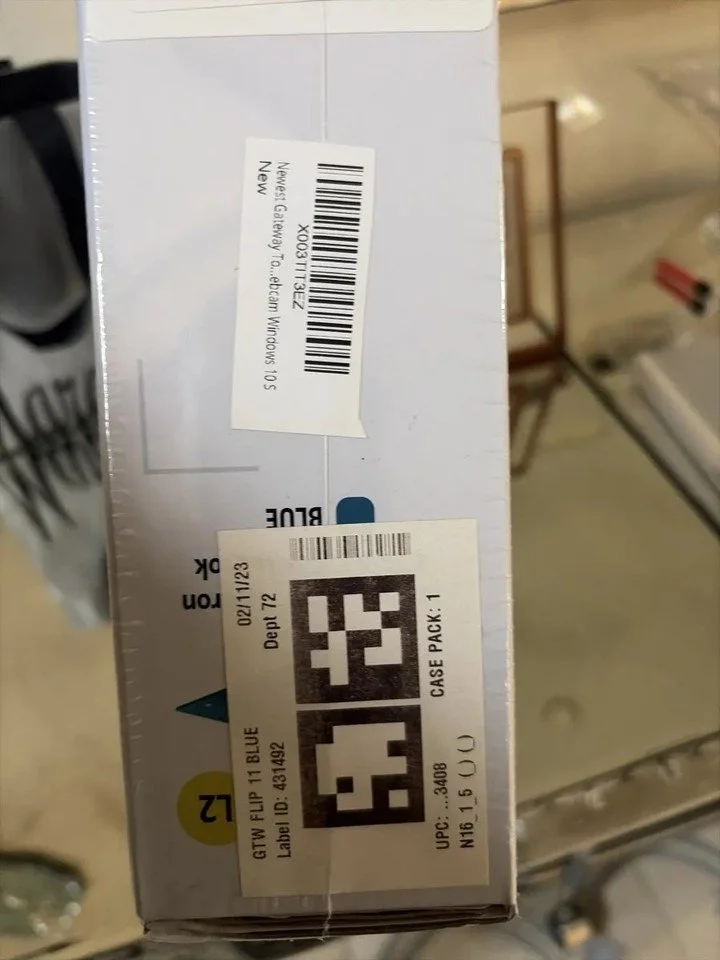 X003TIT3EZ
Newest Gateway To...ebcam Windows 10 S
New
BLUE
ok
ron
L2
02/11/23
Dept 72
GTW FLIP 11 BLUE
Label ID: 431492
CASE PACK: 1
UPC: ...3408
N16_1_5 (_) (_)